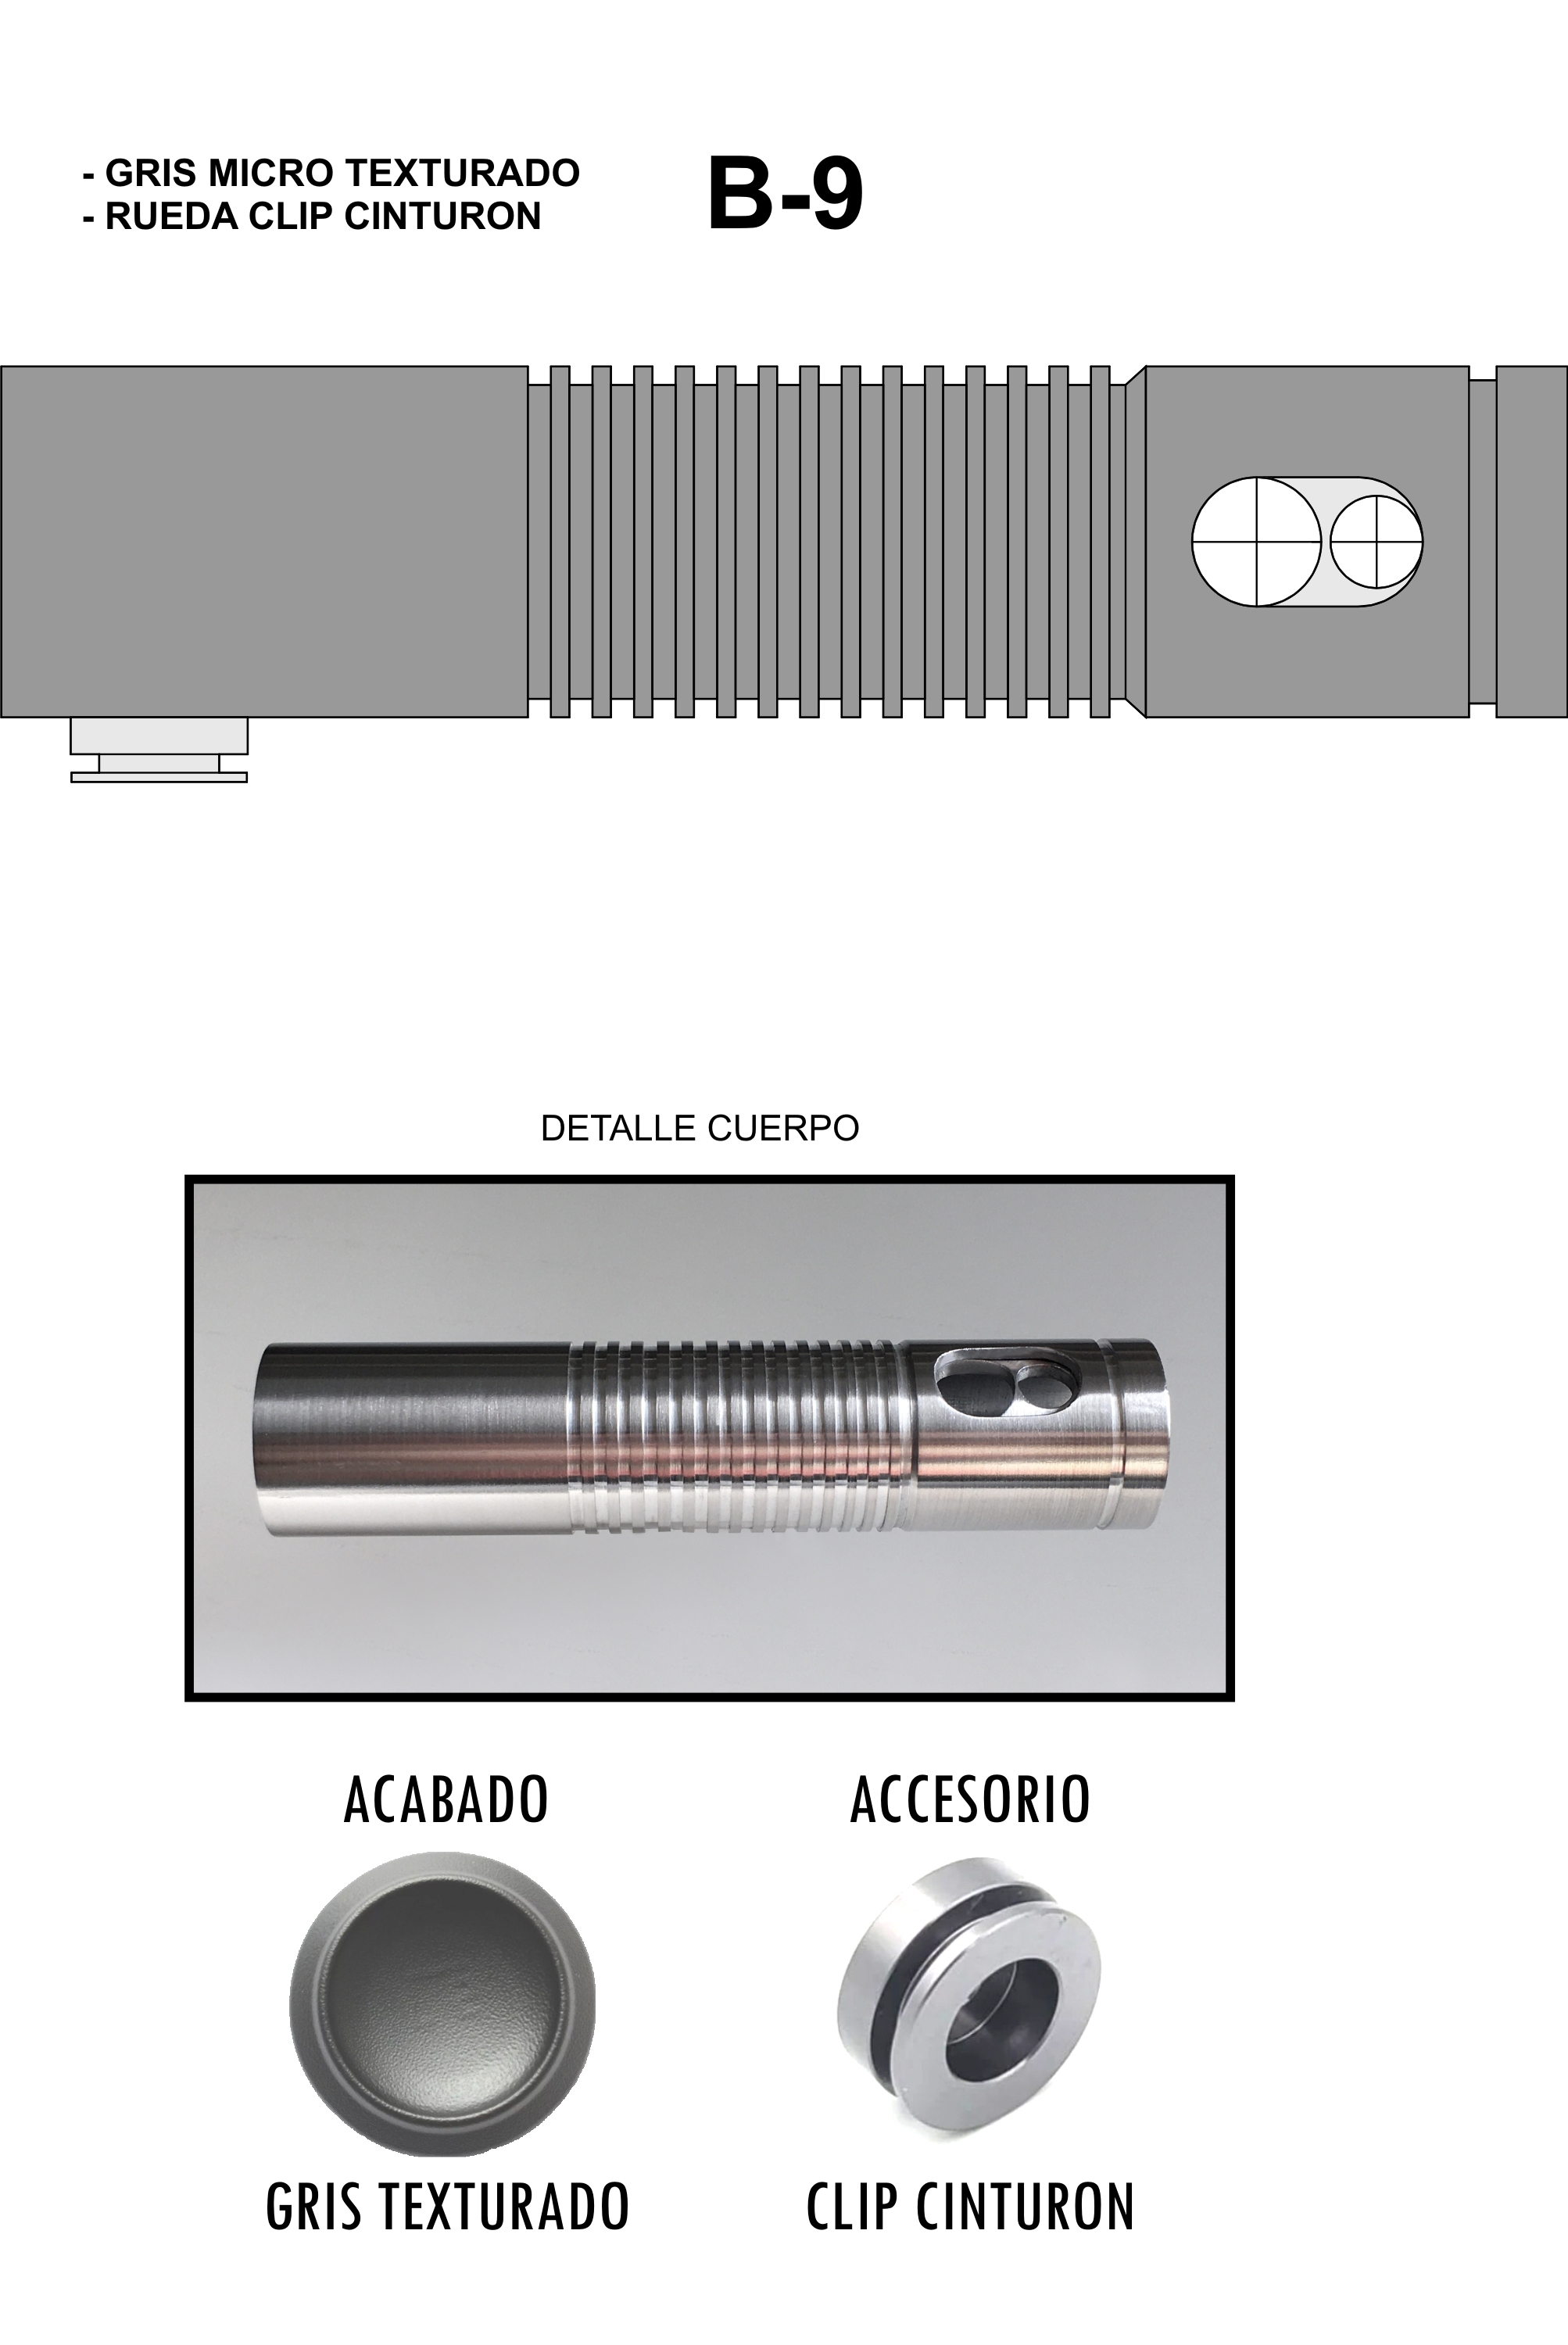 - GRIS MICRO TEXTURADO
- RUEDA CLIP CINTURON
B-9
DETALLE CUERPO
ACABADO
ACCESORIO
GRIS TEXTURADO
CLIP CINTURON